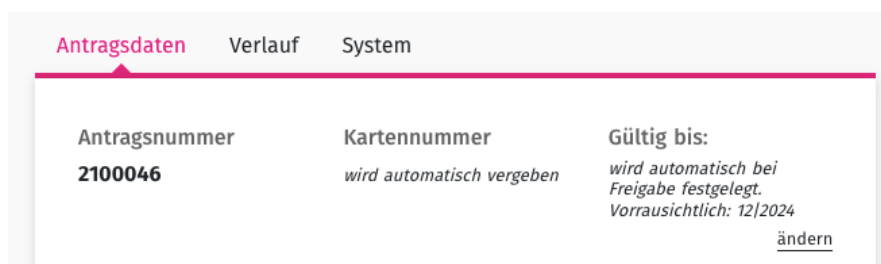 Antragsdaten Verlauf System
Antragsnummer Kartennummer Gültig bis:
2100046 wird automatisch vergeben wird automatisch bei
Freigabe festgelegt.
Vorrausichtlich: 12/2024
ändern